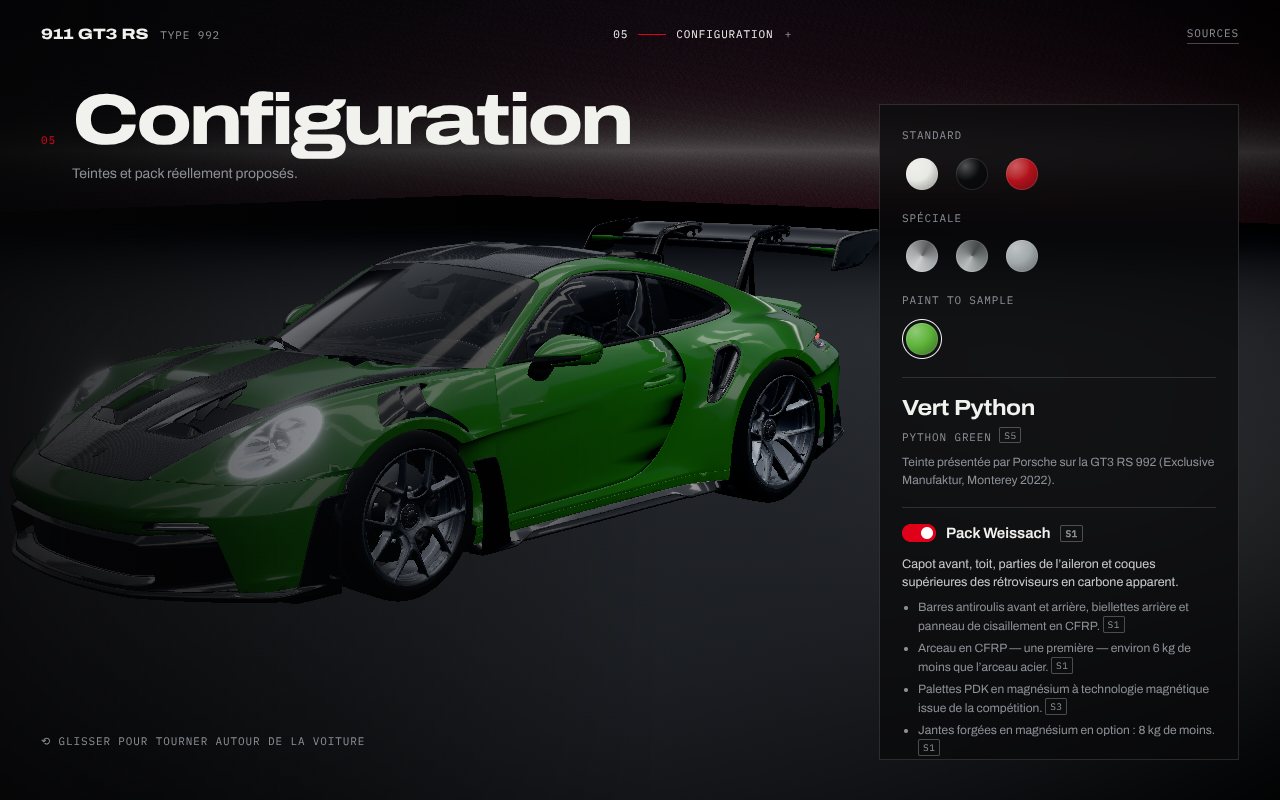 911 GT3 RS TYPE 992
05 CONFIGURATION +
SOURCES
05 Configuration
Teintes et pack réellement proposés.
STANDARD
SPÉCIALE
PAINT TO SAMPLE
Vert Python
PYTHON GREEN S5
Teinte présentée par Porsche sur la GT3 RS 992 (Exclusive
Manufaktur, Monterey 2022).
Pack Weissach S1
Capot avant, toit, parties de l'aileron et coques
supérieures des rétroviseurs en carbone apparent.
• Barres antiroulis avant et arrière, biellettes arrière et
panneau de cisaillement en CFRP. S1
• Arceau en CFRP — une première — environ 6 kg de
moins que l'arceau acier. S1
• Palettes PDK en magnésium à technologie magnétique
issue de la compétition. S3
• Jantes forgées en magnésium en option : 8 kg de moins.
S1
⟲ GLISSER POUR TOURNER AUTOUR DE LA VOITURE